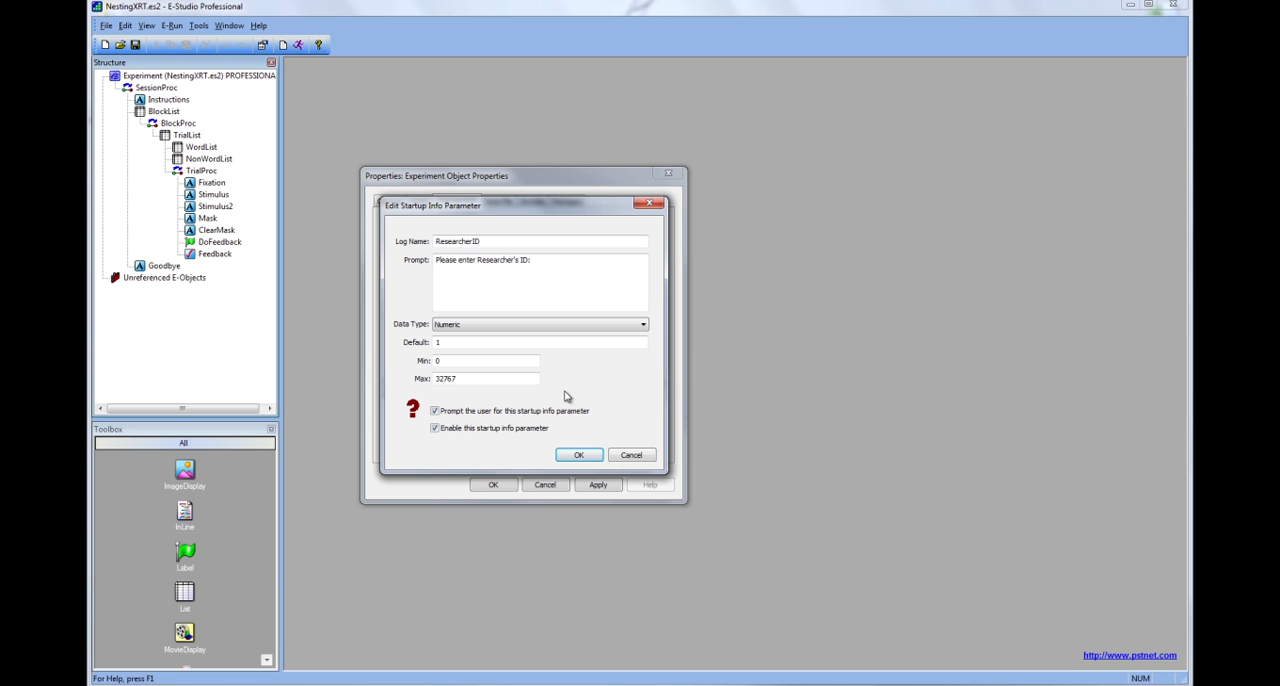 NestingXRT.es2 - E-Studio Professional
File Edit View E-Run Tools Window Help
Structure
Experiment (NestingXRT.es2) PROFESSIONA
SessionProc
Instructions
BlockList
BlockProc
TrialList
WordList
NonWordList
TrialProc
Fixation
Stimulus
Stimulus2
Mask
ClearMask
DoFeedback
Feedback
Goodbye
Unreferenced E-Objects
Toolbox
All
ImageDisplay
InLine
Label
List
MovieDisplay
Properties: Experiment Object Properties
Edit Startup Info Parameter
Log Name: ResearcherID
Prompt: Please enter Researcher's ID:
Data Type: Numeric
Default: 1
Min: 0
Max: 32767
Prompt the user for this startup info parameter
Enable this startup info parameter
OK Cancel
OK Cancel Apply Help
http://www.pstnet.com
For Help, press F1
NUM